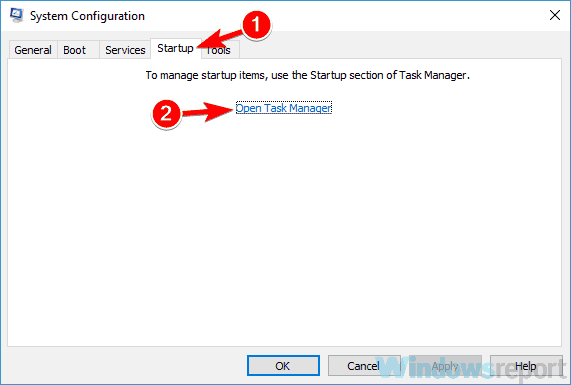 System Configuration
1
General Boot Services Startup Tools
To manage startup items, use the Startup section of Task Manager.
2 Open Task Manager
OK Cancel Apply Help
Windowsreport